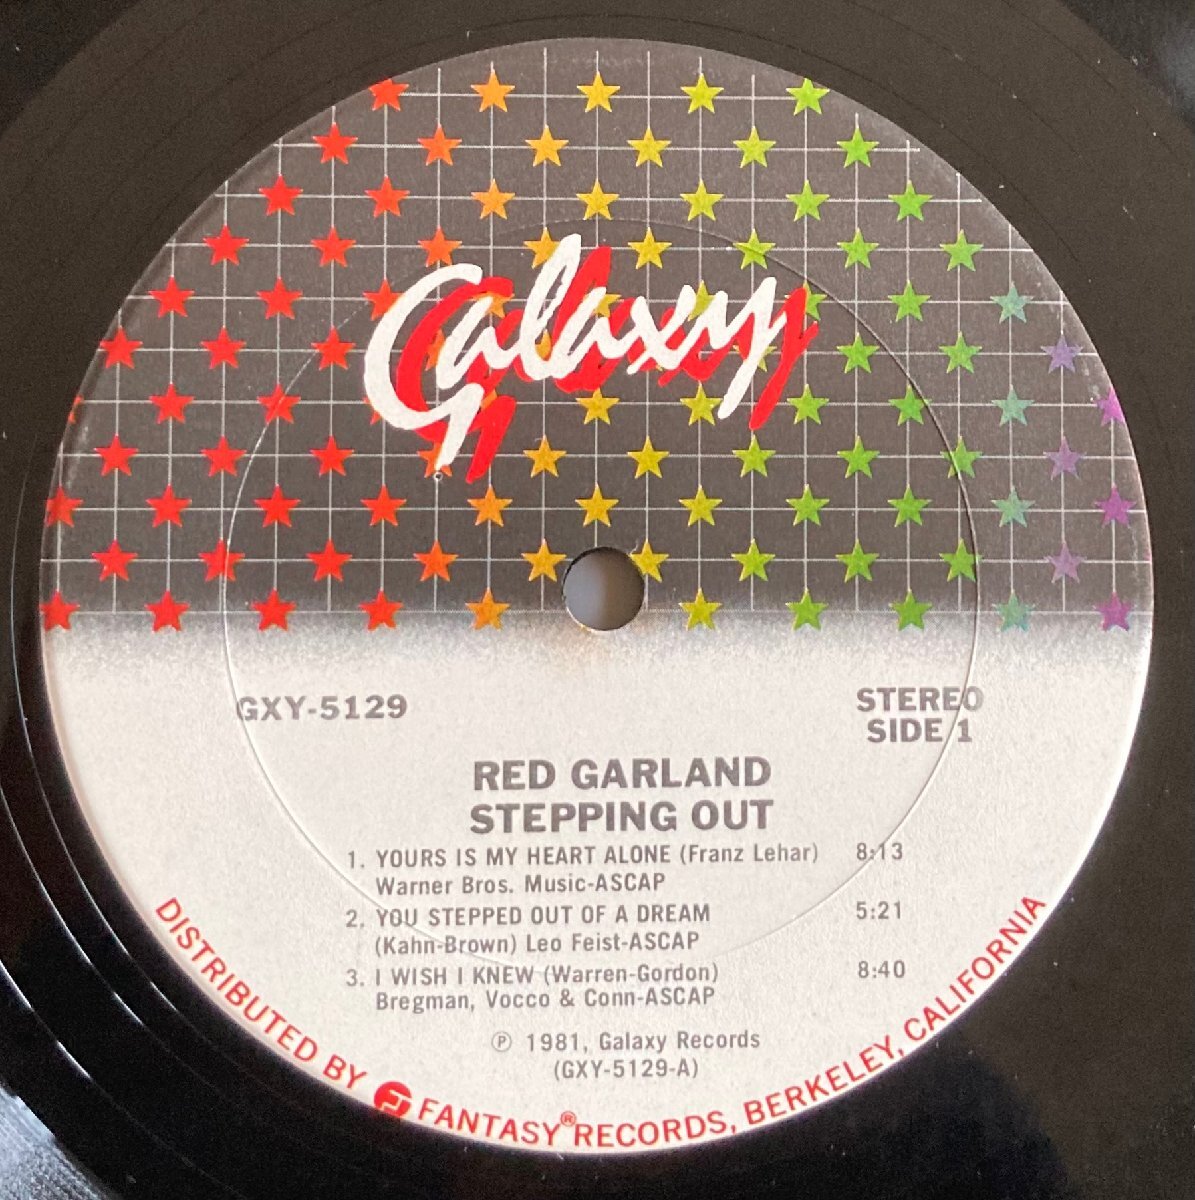 Galaxy
GXY-5129
STEREO
SIDE 1
RED GARLAND
STEPPING OUT
1. YOURS IS MY HEART ALONE (Franz Lehar) 8:13
Warner Bros. Music-ASCAP
2. YOU STEPPED OUT OF A DREAM 5:21
(Kahn-Brown) Leo Feist-ASCAP
3. I WISH I KNEW (Warren-Gordon) 8:40
Bregman, Vocco & Conn-ASCAP
℗ 1981, Galaxy Records
(GXY-5129-A)
DISTRIBUTED BY FANTASY® RECORDS, BERKELEY, CALIFORNIA